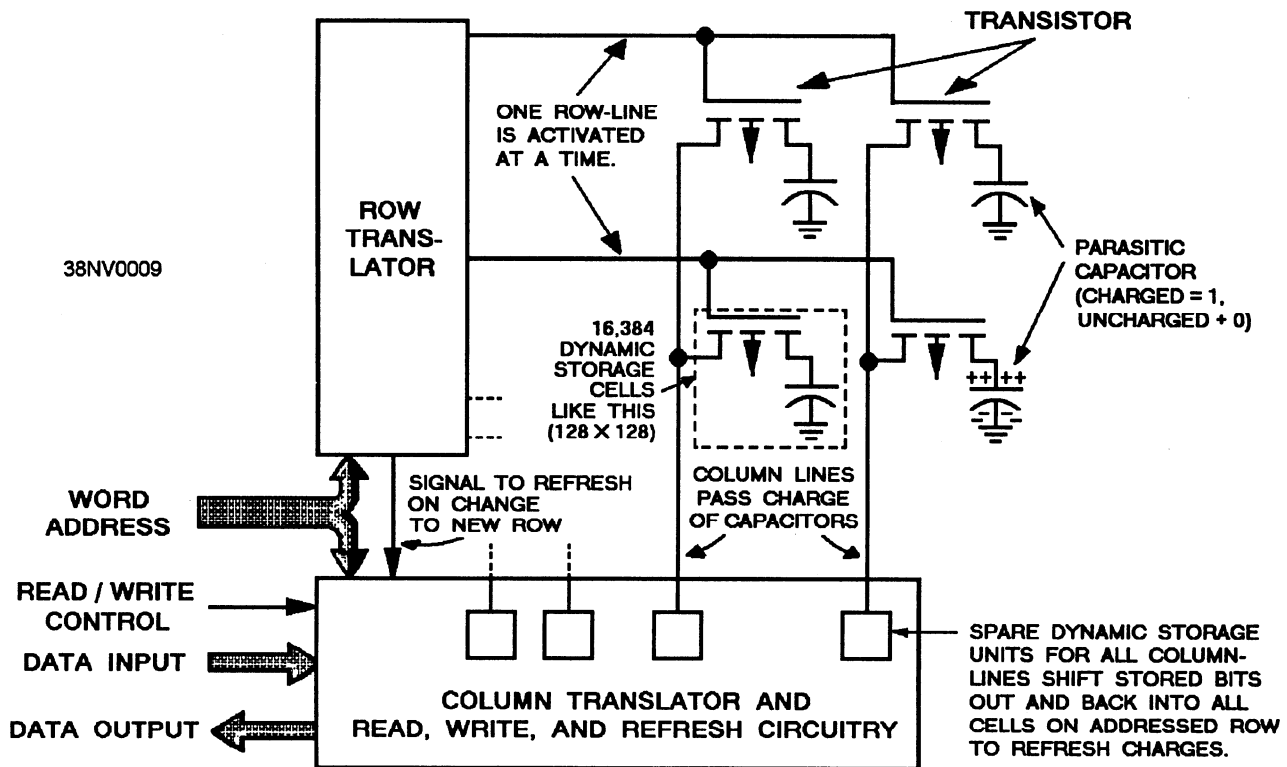 TRANSISTOR
ONE ROW-LINE
IS ACTIVATED
AT A TIME.
ROW
TRANS-
LATOR
38NV0009
PARASITIC
CAPACITOR
(CHARGED = 1,
UNCHARGED + 0)
16,384
DYNAMIC
STORAGE
CELLS
LIKE THIS
(128 X 128)
++ ++
WORD
ADDRESS
SIGNAL TO REFRESH
ON CHANGE
TO NEW ROW
COLUMN LINES
PASS CHARGE
OF CAPACITORS
READ / WRITE
CONTROL
DATA INPUT
DATA OUTPUT
COLUMN TRANSLATOR AND
READ, WRITE, AND REFRESH CIRCUITRY
SPARE DYNAMIC STORAGE
UNITS FOR ALL COLUMN-
LINES SHIFT STORED BITS
OUT AND BACK INTO ALL
CELLS ON ADDRESSED ROW
TO REFRESH CHARGES.